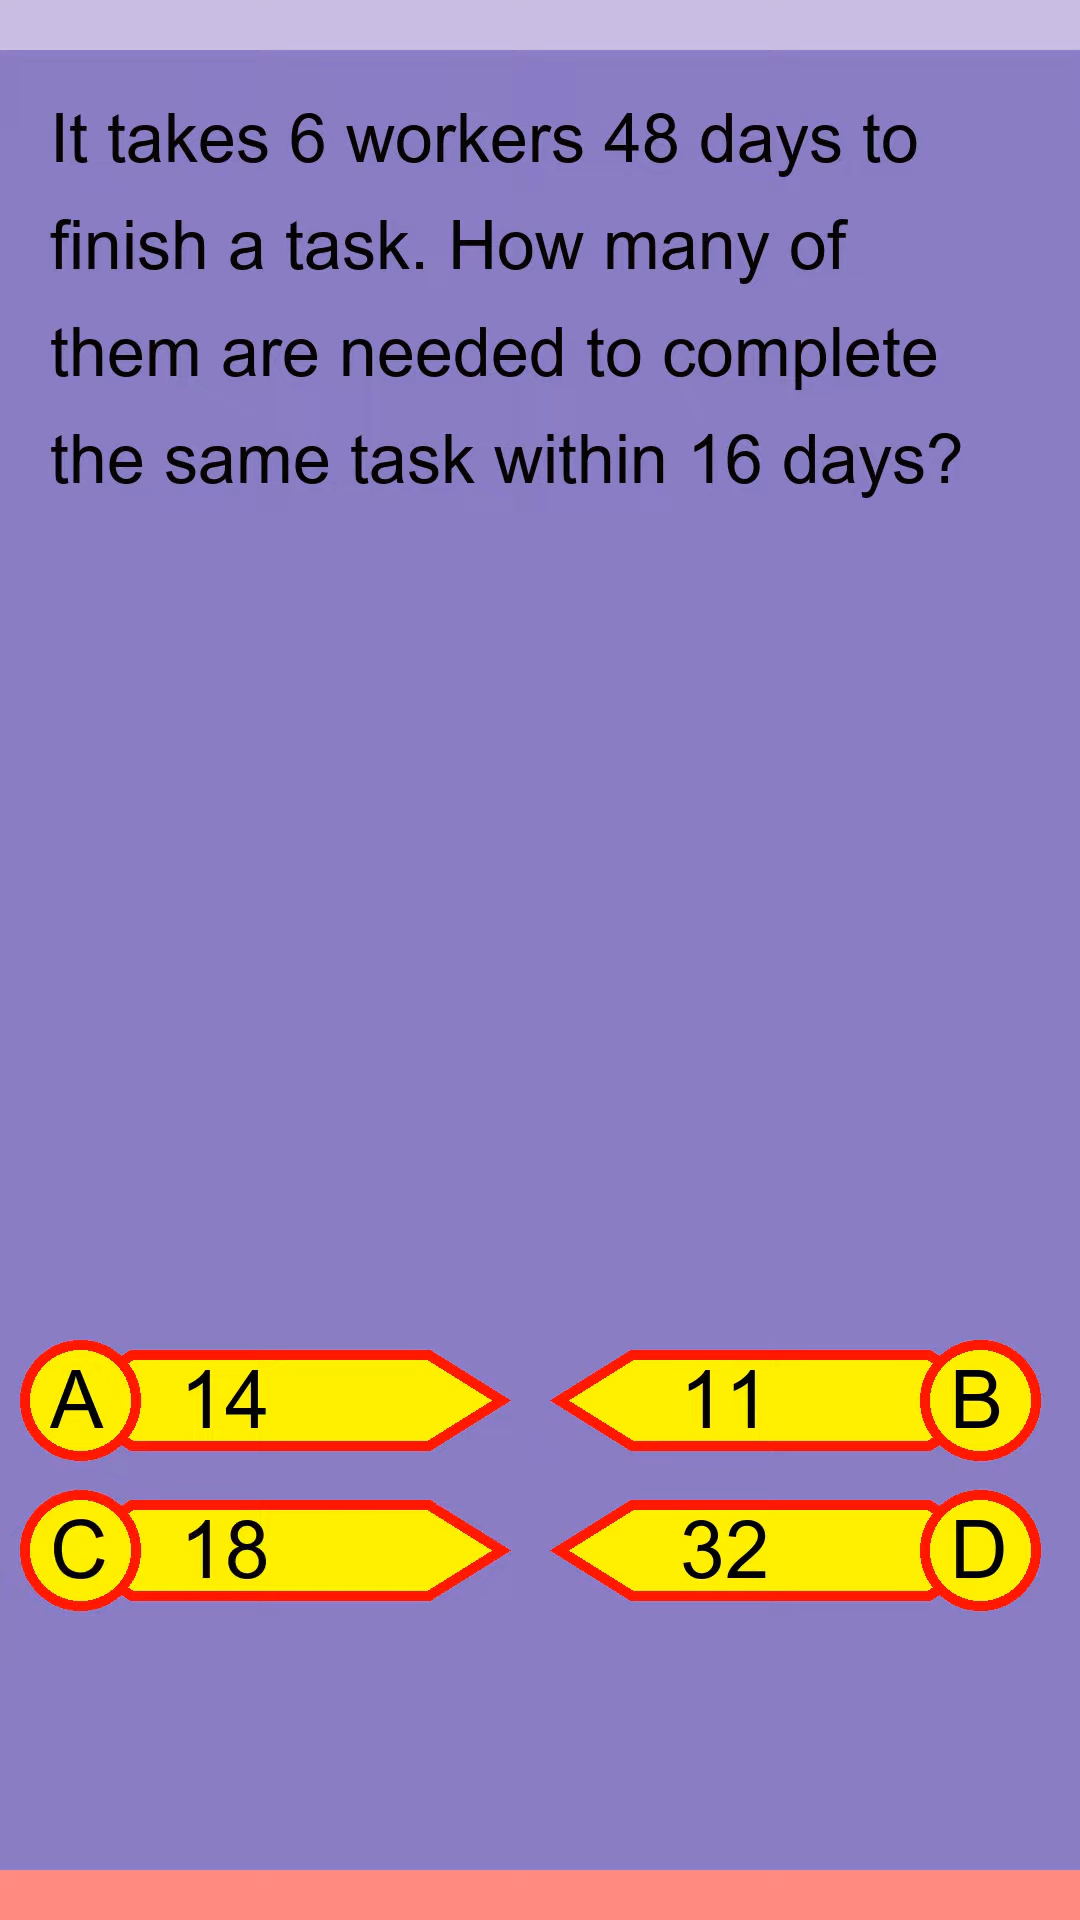 It takes 6 workers 48 days to
finish a task. How many of
them are needed to complete
the same task within 16 days?
A 14
11 B
C 18
32 D